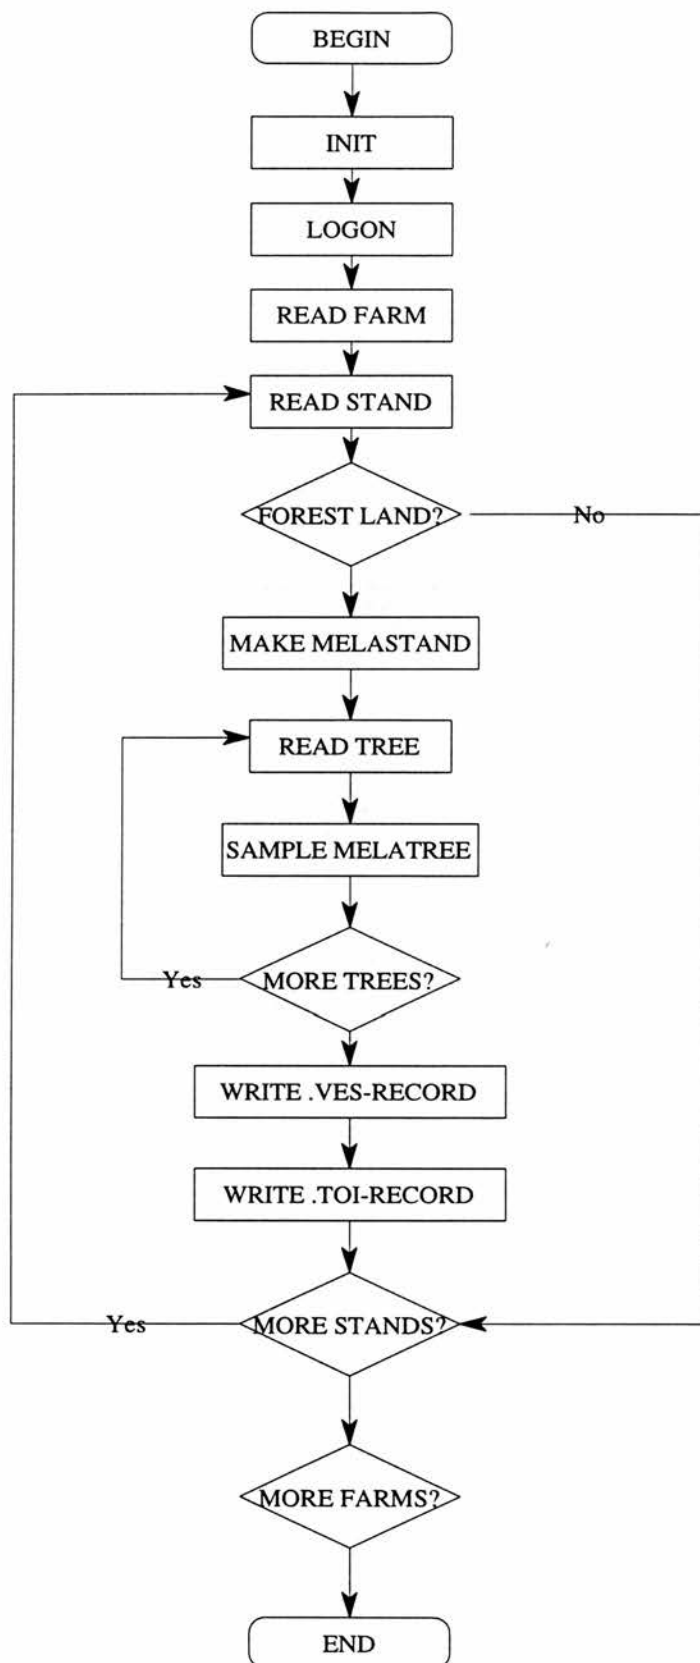 BEGIN
INIT
LOGON
READ FARM
READ STAND
FOREST LAND?
No
MAKE MELASTAND
READ TREE
SAMPLE MELATREE
Yes
MORE TREES?
WRITE .VES-RECORD
WRITE .TOI-RECORD
Yes
MORE STANDS?
MORE FARMS?
END